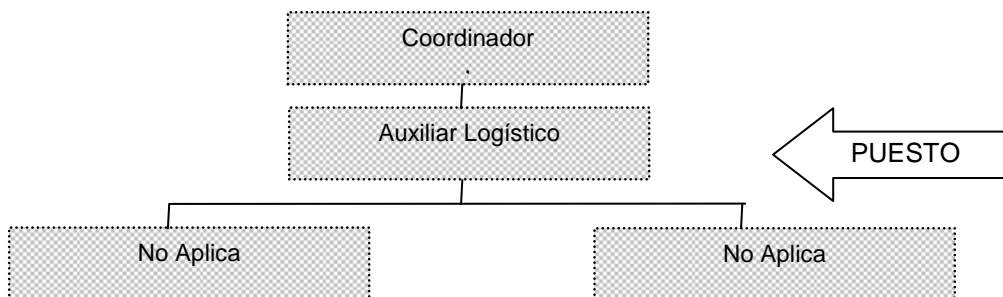 Coordinador
.
Auxiliar Logístico
PUESTO
No Aplica
No Aplica